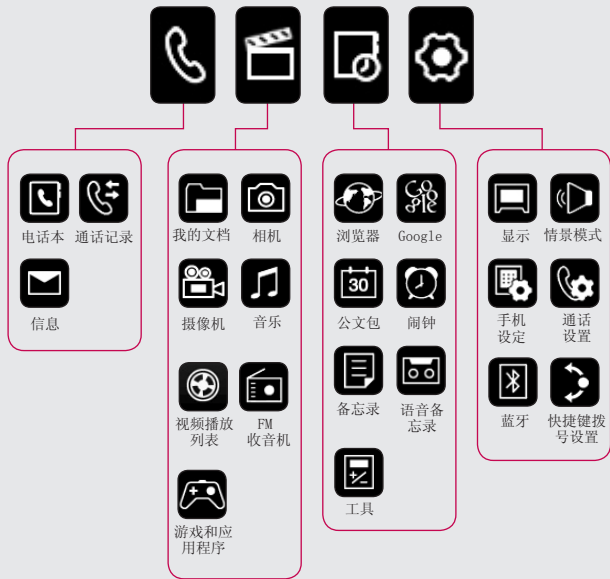 电话本 通话记录
信息
我的文档 相机
摄像机 音乐
视频播放
列表
FM
收音机
游戏和应
用程序
浏览器 Google
30
公文包 闹钟
备忘录
语音备
忘录
工具
显示 情景模式
手机
设定
通话
设置
蓝牙
快捷键拨
号设置